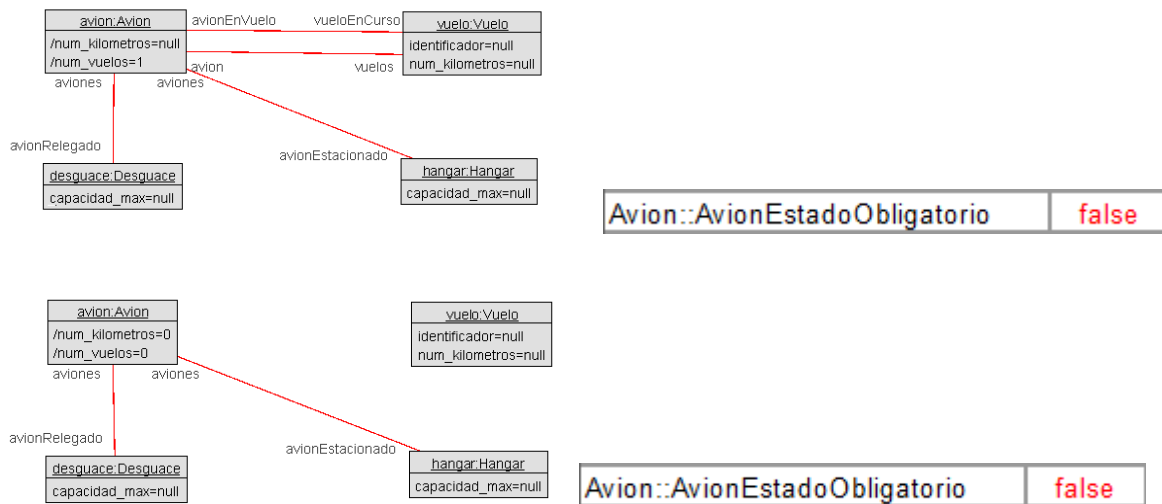 avion:Avion
/num_kilometros=null
/num_vuelos=1
avionEnVuelo
vueloEnCurso
vuelo:Vuelo
identificador=null
num_kilometros=null
avion
vuelos
aviones
aviones
avionRelegado
avionEstacionado
desguace:Desguace
capacidad_max=null
hangar:Hangar
capacidad_max=null
Avion::AvionEstadoObligatorio false
avion:Avion
/num_kilometros=0
/num_vuelos=0
vuelo:Vuelo
identificador=null
num_kilometros=null
aviones
aviones
avionRelegado
avionEstacionado
desguace:Desguace
capacidad_max=null
hangar:Hangar
capacidad_max=null
Avion::AvionEstadoObligatorio false